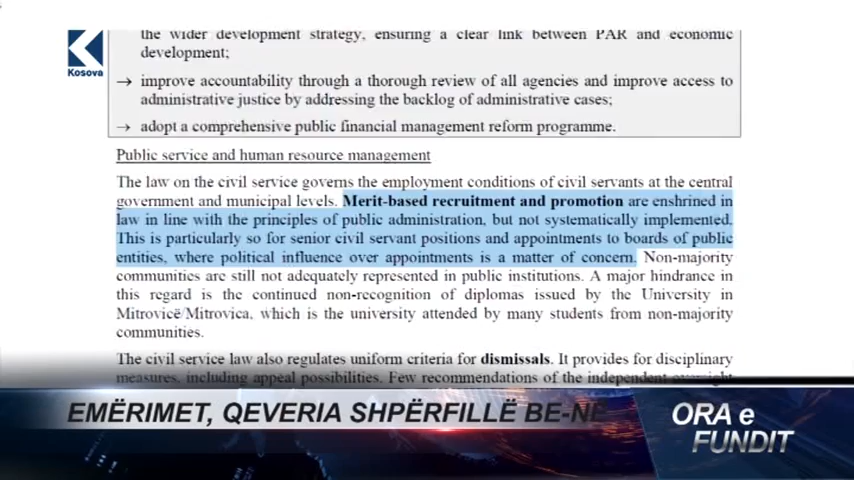 Kosova
the wider development strategy, ensuring a clear link between PAR and economic
development;
→ improve accountability through a thorough review of all agencies and improve access to
administrative justice by addressing the backlog of administrative cases;
→ adopt a comprehensive public financial management reform programme.
Public service and human resource management
The law on the civil service governs the employment conditions of civil servants at the central
government and municipal levels. Merit-based recruitment and promotion are enshrined in
law in line with the principles of public administration, but not systematically implemented.
This is particularly so for senior civil servant positions and appointments to boards of public
entities, where political influence over appointments is a matter of concern. Non-majority
communities are still not adequately represented in public institutions. A major hindrance in
this regard is the continued non-recognition of diplomas issued by the University in
Mitrovicë/Mitrovica, which is the university attended by many students from non-majority
communities.
The civil service law also regulates uniform criteria for dismissals. It provides for disciplinary
measures, including appeal possibilities. Few recommendations of the independent oversight
EMËRIMET, QEVERIA SHPËRFILLË BE-NË
ORA e
FUNDIT